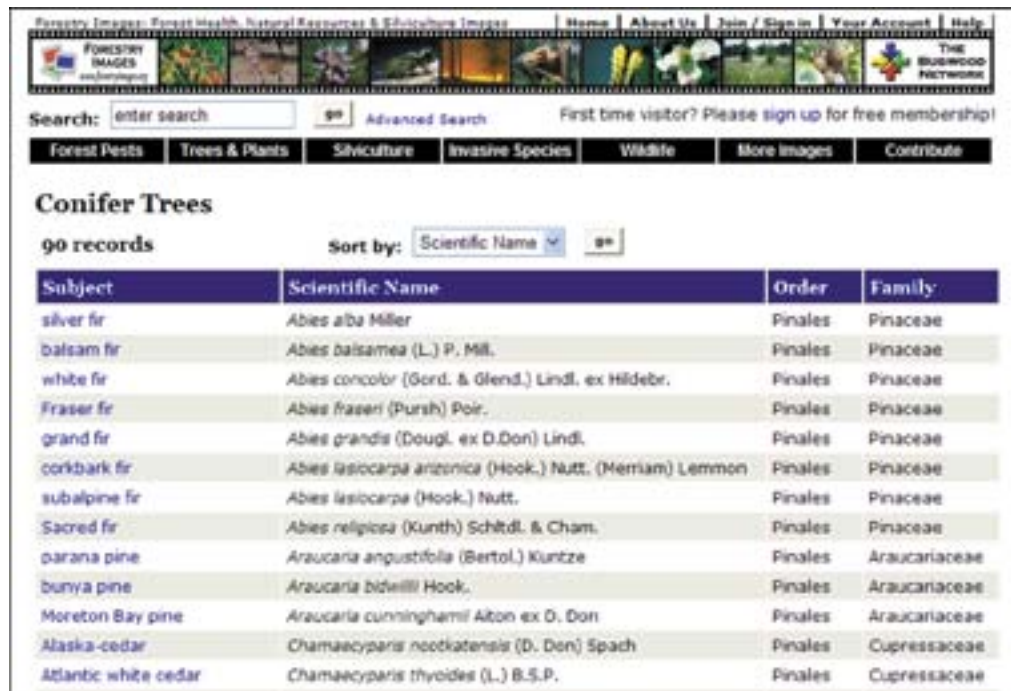 Forestry Images: Forest Health, Natural Resources & Silviculture Images | Home | About Us | Join / Sign in | Your Account | Help |
FORESTRY IMAGES
www.forestryimages.org
THE BUGWOOD NETWORK
Search: enter search go Advanced Search First time visitor? Please sign up for free membership!
Forest Pests Trees & Plants Silviculture Invasive Species Wildlife More Images Contribute
Conifer Trees
90 records Sort by: Scientific Name go
Subject Scientific Name Order Family
silver fir Abies alba Miller Pinales Pinaceae
balsam fir Abies balsamea (L.) P. Mill. Pinales Pinaceae
white fir Abies concolor (Gord. & Glend.) Lindl. ex Hildebr. Pinales Pinaceae
Fraser fir Abies fraseri (Pursh) Poir. Pinales Pinaceae
grand fir Abies grandis (Dougl. ex D.Don) Lindl. Pinales Pinaceae
corkbark fir Abies lasiocarpa arizonica (Hook.) Nutt. (Merriam) Lemmon Pinales Pinaceae
subalpine fir Abies lasiocarpa (Hook.) Nutt. Pinales Pinaceae
Sacred fir Abies religiosa (Kunth) Schltdl. & Cham. Pinales Pinaceae
parana pine Araucaria angustifolia (Bertol.) Kuntze Pinales Araucariaceae
bunya pine Araucaria bidwillii Hook. Pinales Araucariaceae
Moreton Bay pine Araucaria cunninghamii Aiton ex D. Don Pinales Araucariaceae
Alaska-cedar Chamaecyparis nootkatensis (D. Don) Spach Pinales Cupressaceae
Atlantic white cedar Chamaecyparis thyoides (L.) B.S.P. Pinales Cupressaceae